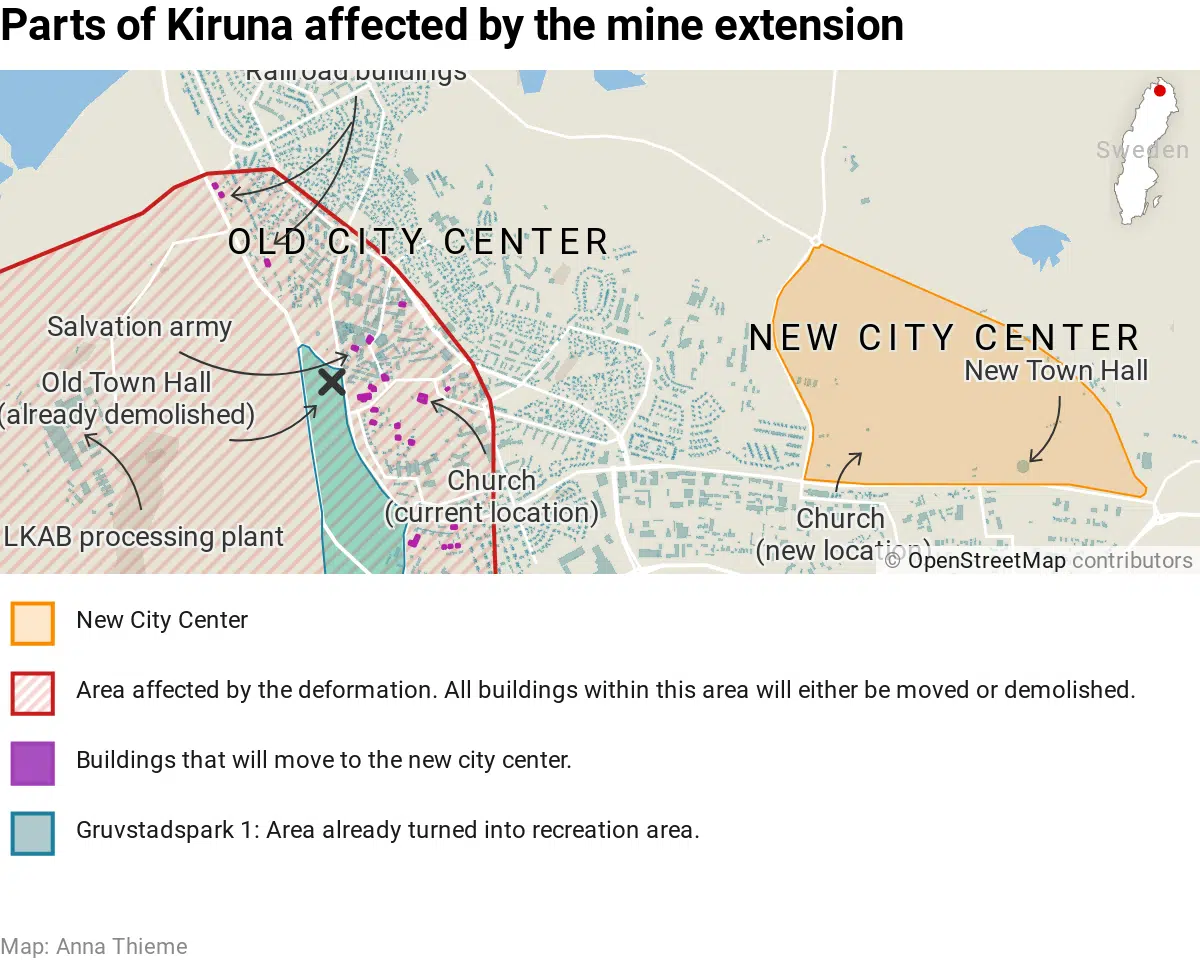 Parts of Kiruna affected by the mine extension
Railroad buildings
Sweden
OLD CITY CENTER
Salvation army
NEW CITY CENTER
New Town Hall
Old Town Hall
(already demolished)
Church
(current location)
Church
(new location)
LKAB processing plant
© OpenStreetMap contributors
New City Center
Area affected by the deformation. All buildings within this area will either be moved or demolished.
Buildings that will move to the new city center.
Gruvstadspark 1: Area already turned into recreation area.
Map: Anna Thieme